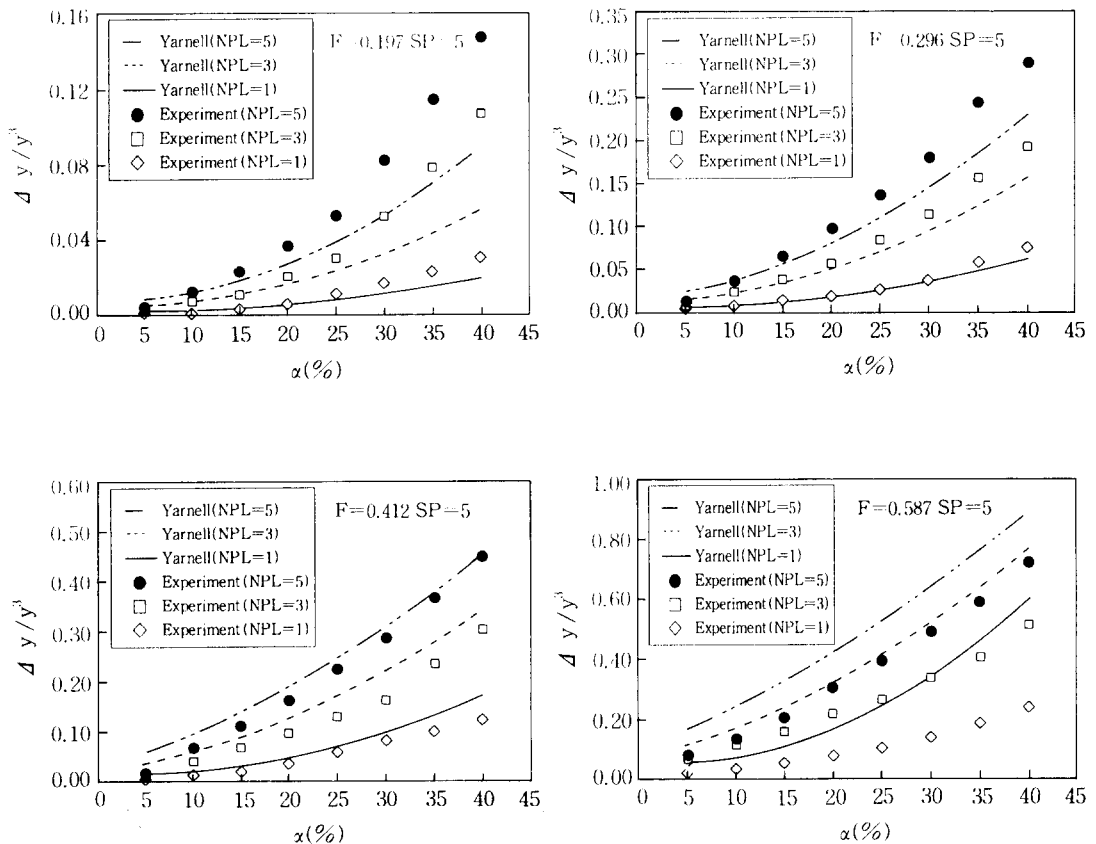 0.16
0.12
0.08
0.04
0.00
Δ y/y³
Yarnell(NPL=5)
Yarnell(NPL=3)
Yarnell(NPL=1)
Experiment(NPL=5)
Experiment(NPL=3)
Experiment(NPL=1)
F=0.197 SP=5
0 5 10 15 20 25 30 35 40 45
α(%)
0.35
0.30
0.25
0.20
0.15
0.10
0.05
0.00
Δ y/y³
Yarnell(NPL=5)
Yarnell(NPL=3)
Yarnell(NPL=1)
Experiment(NPL=5)
Experiment(NPL=3)
Experiment(NPL=1)
F 0.296 SP=5
0 5 10 15 20 25 30 35 40 45
α(%)
0.60
0.50
0.40
0.30
0.20
0.10
0.00
Δ y/y³
Yarnell(NPL=5)
Yarnell(NPL=3)
Yarnell(NPL=1)
Experiment(NPL=5)
Experiment(NPL=3)
Experiment(NPL=1)
F=0.412 SP=5
0 5 10 15 20 25 30 35 40 45
α(%)
1.00
0.80
0.60
0.40
0.20
0.00
Δ y/y³
Yarnell(NPL=5)
Yarnell(NPL=3)
Yarnell(NPL=1)
Experiment(NPL=5)
Experiment(NPL=3)
Experiment(NPL=1)
F=0.587 SP=5
0 5 10 15 20 25 30 35 40 45
α(%)